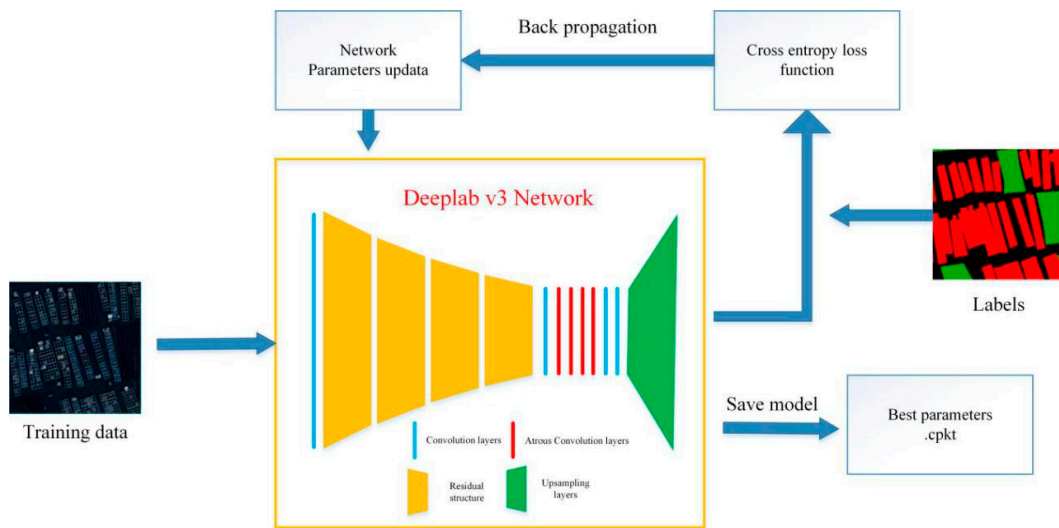 Back propagation
Network
Parameters updata
Cross entropy loss
function
Deeplab v3 Network
Labels
Training data
Save model
Best parameters
.cpkt
Convolution layers
Atrous Convolution layers
Residual
structure
Upsampling
layers